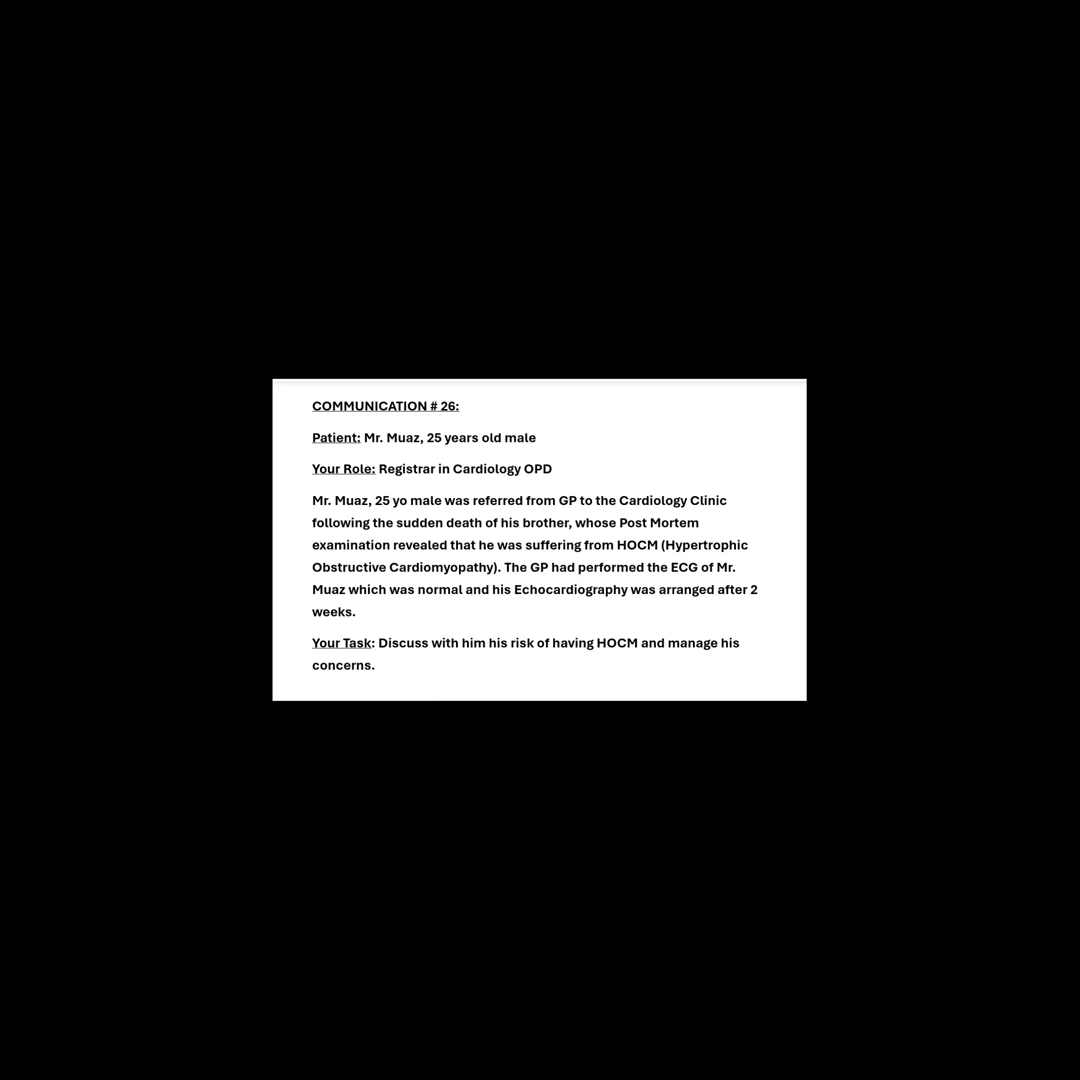 COMMUNICATION # 26:
Patient: Mr. Muaz, 25 years old male
Your Role: Registrar in Cardiology OPD
Mr. Muaz, 25 yo male was referred from GP to the Cardiology Clinic
following the sudden death of his brother, whose Post Mortem
examination revealed that he was suffering from HOCM (Hypertrophic
Obstructive Cardiomyopathy). The GP had performed the ECG of Mr.
Muaz which was normal and his Echocardiography was arranged after 2
weeks.
Your Task: Discuss with him his risk of having HOCM and manage his
concerns.